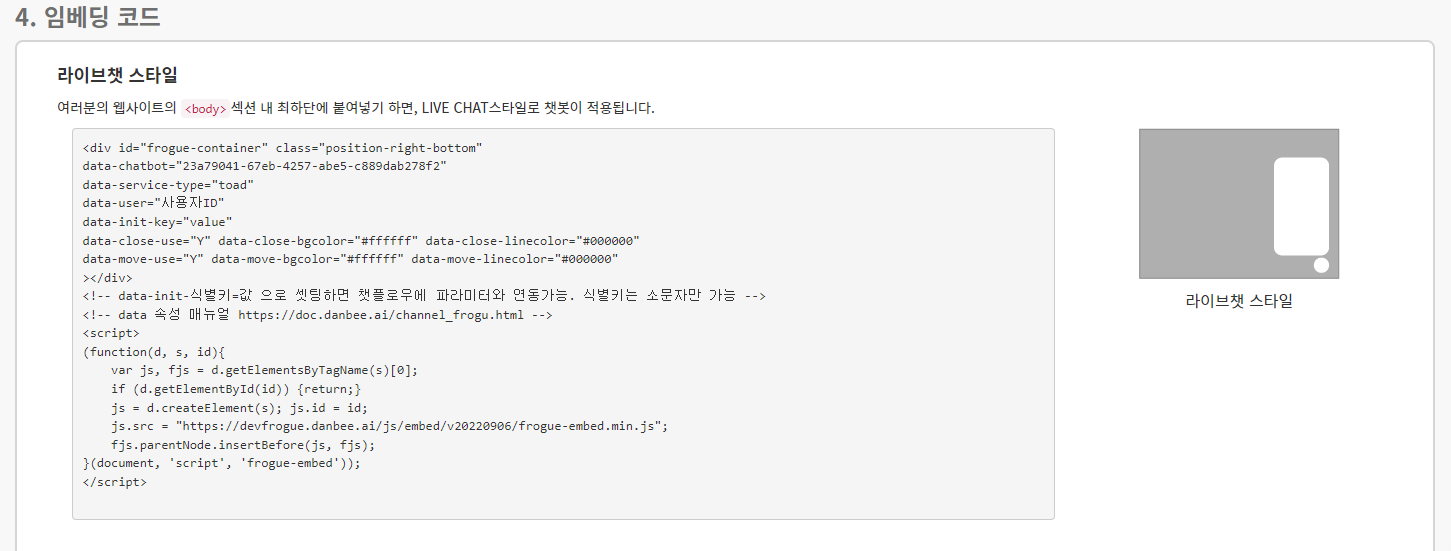 4. 임베딩 코드
라이브챗 스타일
여러분의 웹사이트의 <body> 섹션 내 최하단에 붙여넣기 하면, LIVE CHAT스타일로 챗봇이 적용됩니다.
<div id="frogue-container" class="position-right-bottom"
data-chatbot="23a79041-67eb-4257-abe5-c889dab278f2"
data-service-type="toad"
data-user="사용자ID"
data-init-key="value"
data-close-use="Y" data-close-bgcolor="#ffffff" data-close-linecolor="#000000"
data-move-use="Y" data-move-bgcolor="#ffffff" data-move-linecolor="#000000"
></div>
<!-- data-init-식별키=값 으로 셋팅하면 챗플로우에 파라미터와 연동가능. 식별키는 소문자만 가능 -->
<!-- data 속성 매뉴얼 https://doc.danbee.ai/channel_frogu.html -->
<script>
(function(d, s, id){
    var js, fjs = d.getElementsByTagName(s)[0];
    if (d.getElementById(id)) {return;}
    js = d.createElement(s); js.id = id;
    js.src = "https://devfrogue.danbee.ai/js/embed/v20220906/frogue-embed.min.js";
    fjs.parentNode.insertBefore(js, fjs);
}(document, 'script', 'frogue-embed'));
</script>
라이브챗 스타일